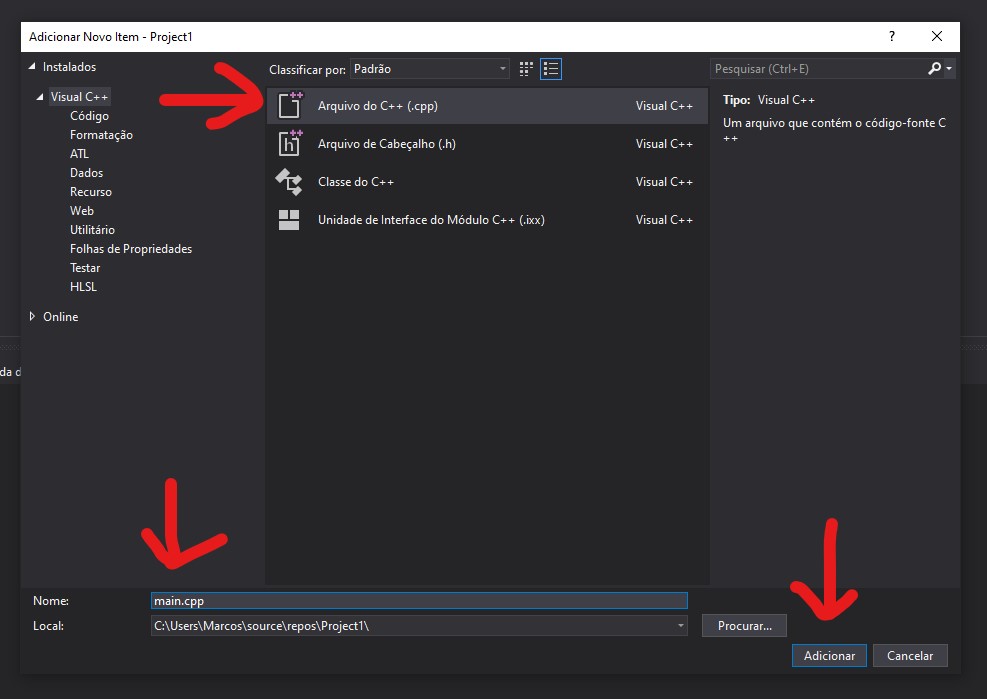 Adicionar Novo Item - Project1
?
Instalados
Classificar por: Padrão
Pesquisar (Ctrl+E)
Visual C++
Código
Formatação
ATL
Dados
Recurso
Web
Utilitário
Folhas de Propriedades
Testar
HLSL
Online
Arquivo do C++ (.cpp) Visual C++
Arquivo de Cabeçalho (.h) Visual C++
Classe do C++ Visual C++
Unidade de Interface do Módulo C++ (.ixx) Visual C++
Tipo: Visual C++
Um arquivo que contém o código-fonte C
++
da d
Nome: main.cpp
Local: C:\Users\Marcos\source\repos\Project1\
Procurar...
Adicionar Cancelar